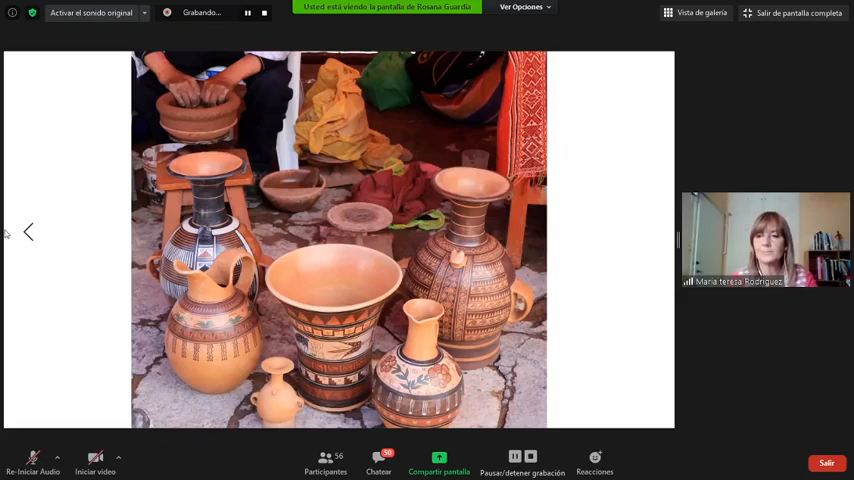 Activar el sonido original
Grabando...
Usted está viendo la pantalla de Rosana Guardia
Ver Opciones
Vista de galería
Salir de pantalla completa
Maria teresa Rodriguez
Re-Iniciar Audio
Iniciar video
56
Participantes
50
Chatear
Compartir pantalla
Pausar/detener grabación
Reacciones
Salir